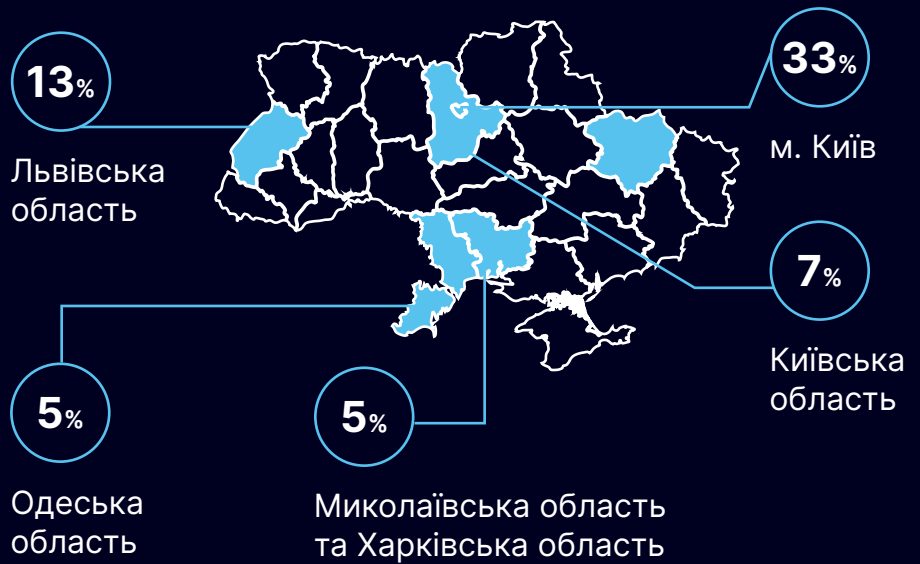 13%
Львівська
область
33%
м. Київ
7%
Київська
область
5%
Одеська
область
5%
Миколаївська область
та Харківська область